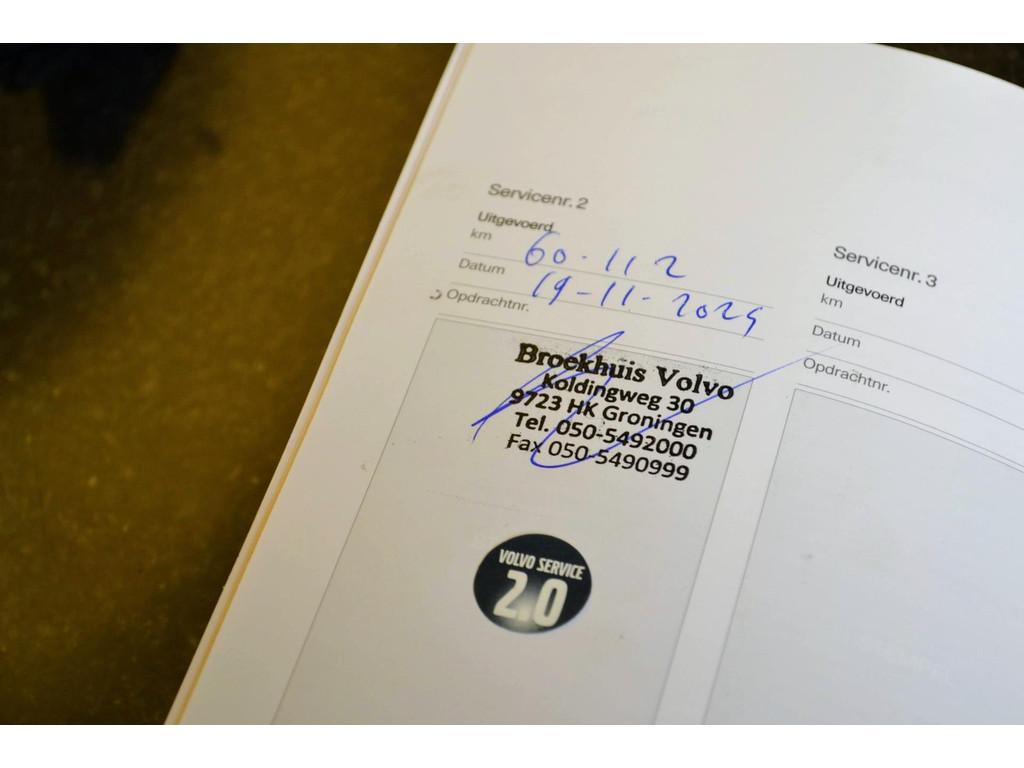 Servicenr. 2
Uitgevoerd
km 60.112
Datum 19-11-2024
Opdrachtnr.
Broekhuis Volvo
Koldingweg 30
9723 HK Groningen
Tel. 050-5492000
Fax 050-5490999
VOLVO SERVICE
2.0
Servicenr. 3
Uitgevoerd
km
Datum
Opdrachtnr.